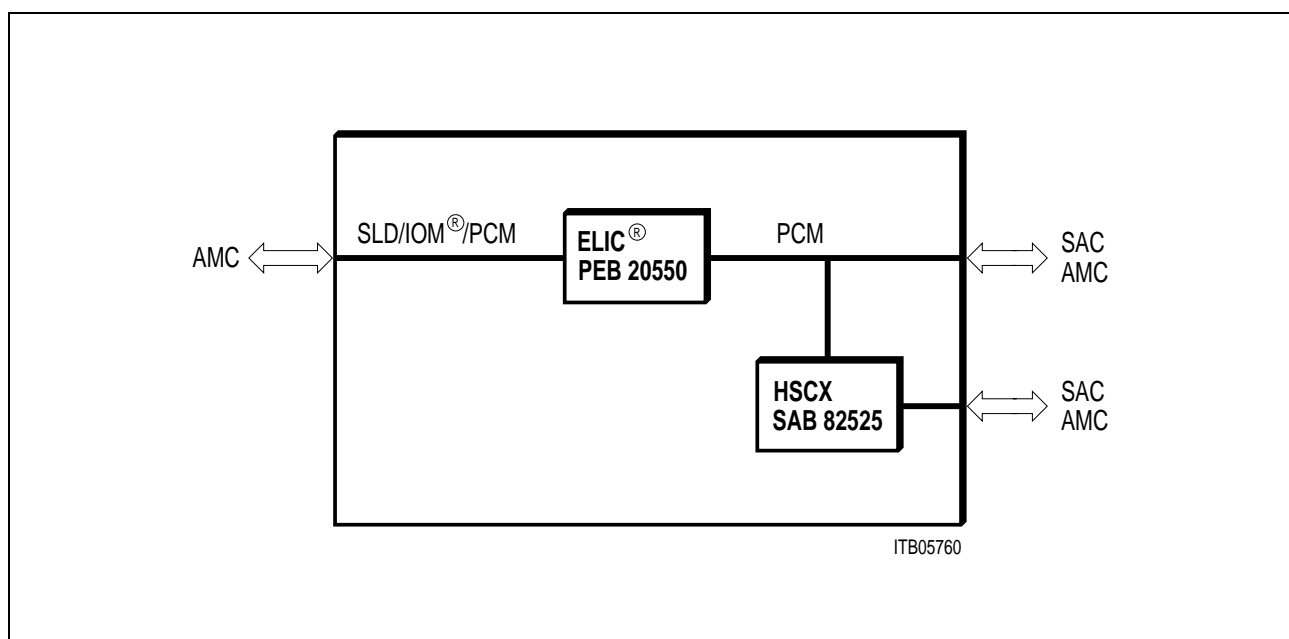 SLD/IOM®/PCM
ELIC®
PEB 20550
PCM
AMC
SAC
AMC
HSCX
SAB 82525
SAC
AMC
ITB05760